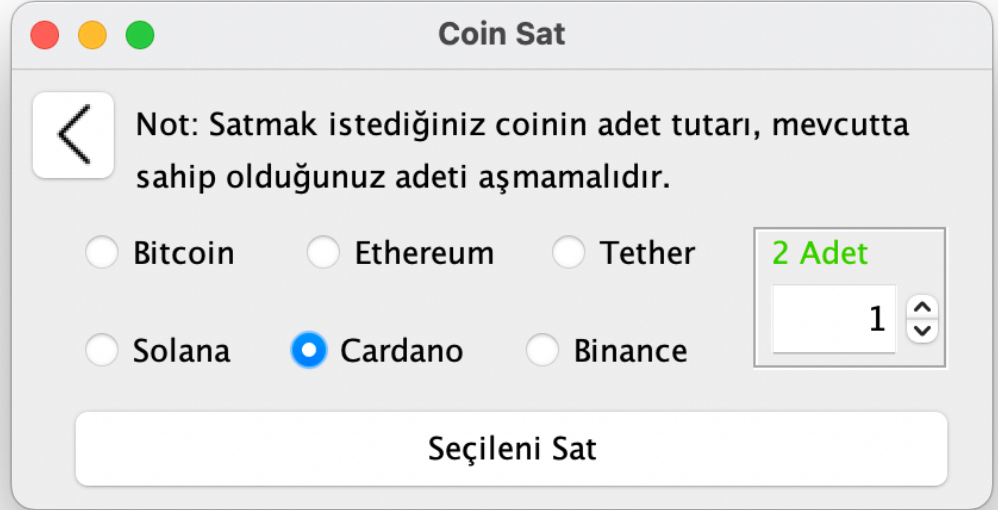 Coin Sat
Not: Satmak istediğiniz coinin adet tutarı, mevcutta
sahip olduğunuz adeti aşmamalıdır.
Bitcoin Ethereum Tether 2 Adet
1
Solana Cardano Binance
Seçileni Sat